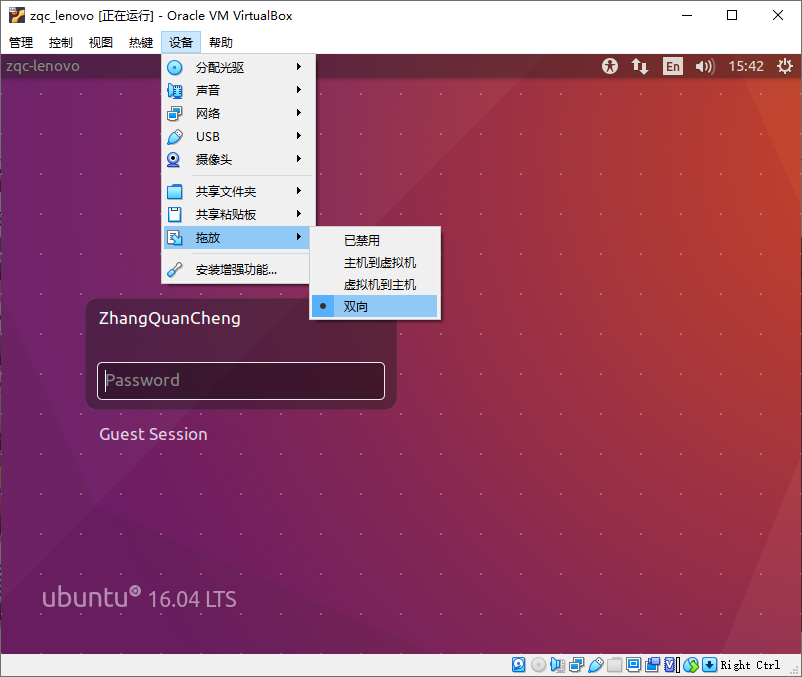 zqc_lenovo [正在运行] - Oracle VM VirtualBox
管理 控制 视图 热键 设备 帮助
zqc-lenovo En 15:42
分配光驱
声音
网络
USB
摄像头
共享文件夹
共享粘贴板
拖放
安装增强功能...
已禁用
主机到虚拟机
虚拟机到主机
双向
ZhangQuanCheng
Password
Guest Session
ubuntu 16.04 LTS
Right Ctrl